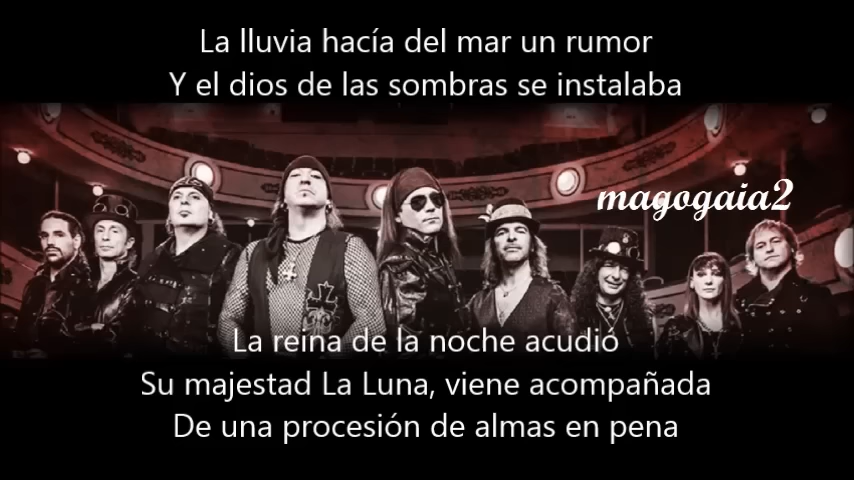 La lluvia hacía del mar un rumor
Y el dios de las sombras se instalaba
magogaia2
La reina de la noche acudió
Su majestad La Luna, viene acompañada
De una procesión de almas en pena